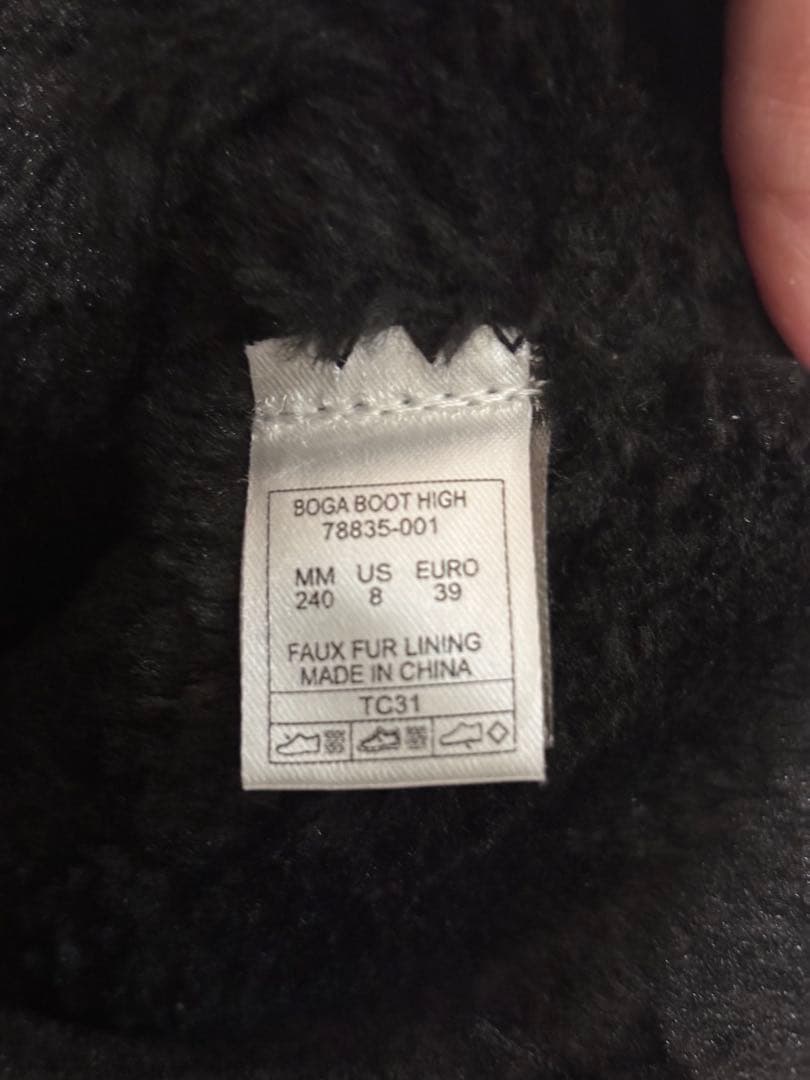 BOGA BOOT HIGH
78835-001
MM US EURO
240 8 39
FAUX FUR LINING
MADE IN CHINA
TC31